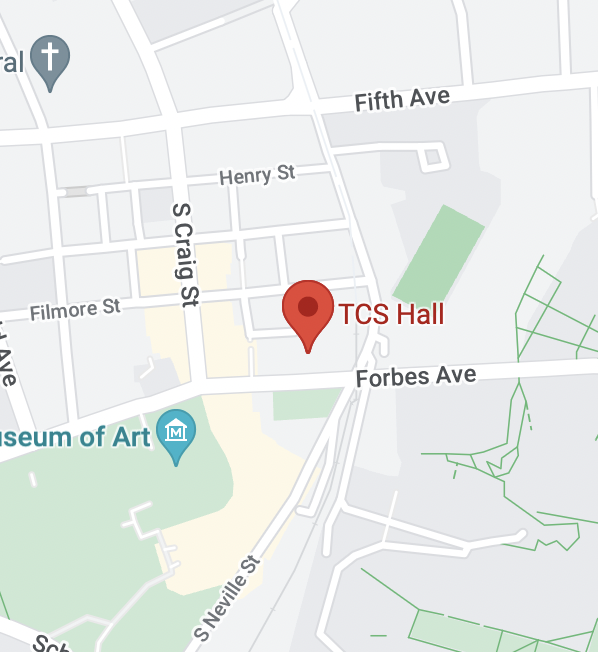 ral
Fifth Ave
Henry St
S Craig St
Filmore St
TCS Hall
d Ave
Forbes Ave
useum of Art
M
S Neville St
Sch